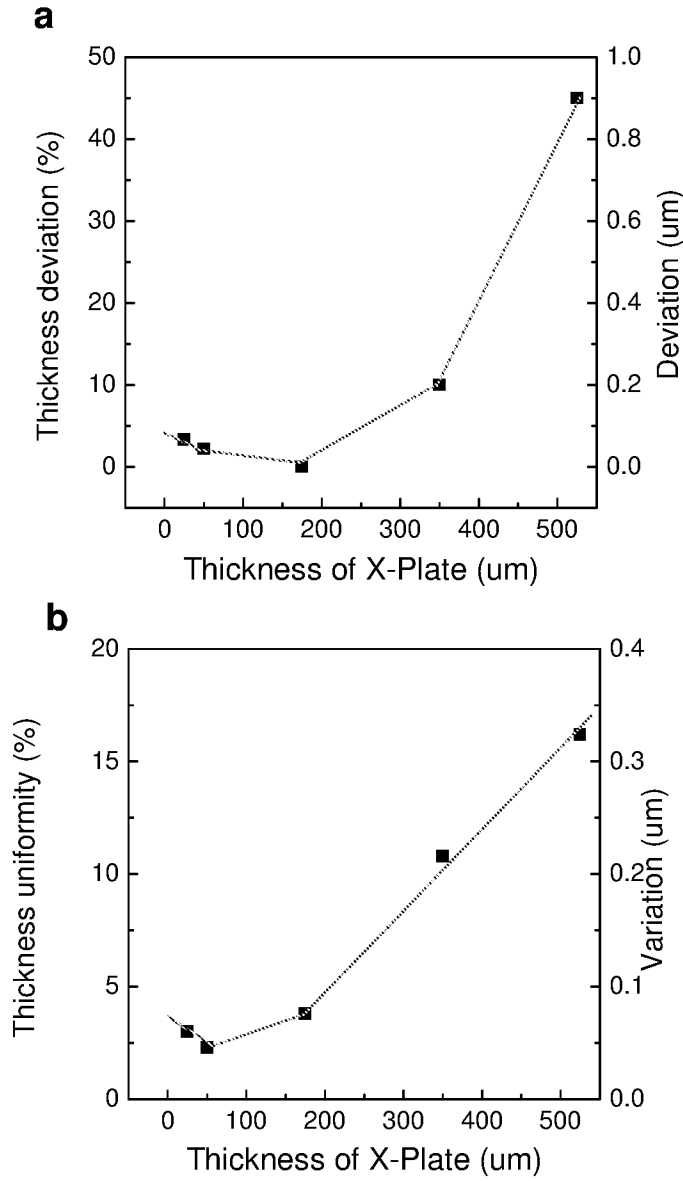 a
50
40
30
20
10
0
1.0
0.8
0.6
0.4
0.2
0.0
0 100 200 300 400 500
Thickness deviation (%)
Deviation (um)
Thickness of X-Plate (um)
b
20
15
10
5
0
0.4
0.3
0.2
0.1
0.0
0 100 200 300 400 500
Thickness uniformity (%)
Variation (um)
Thickness of X-Plate (um)